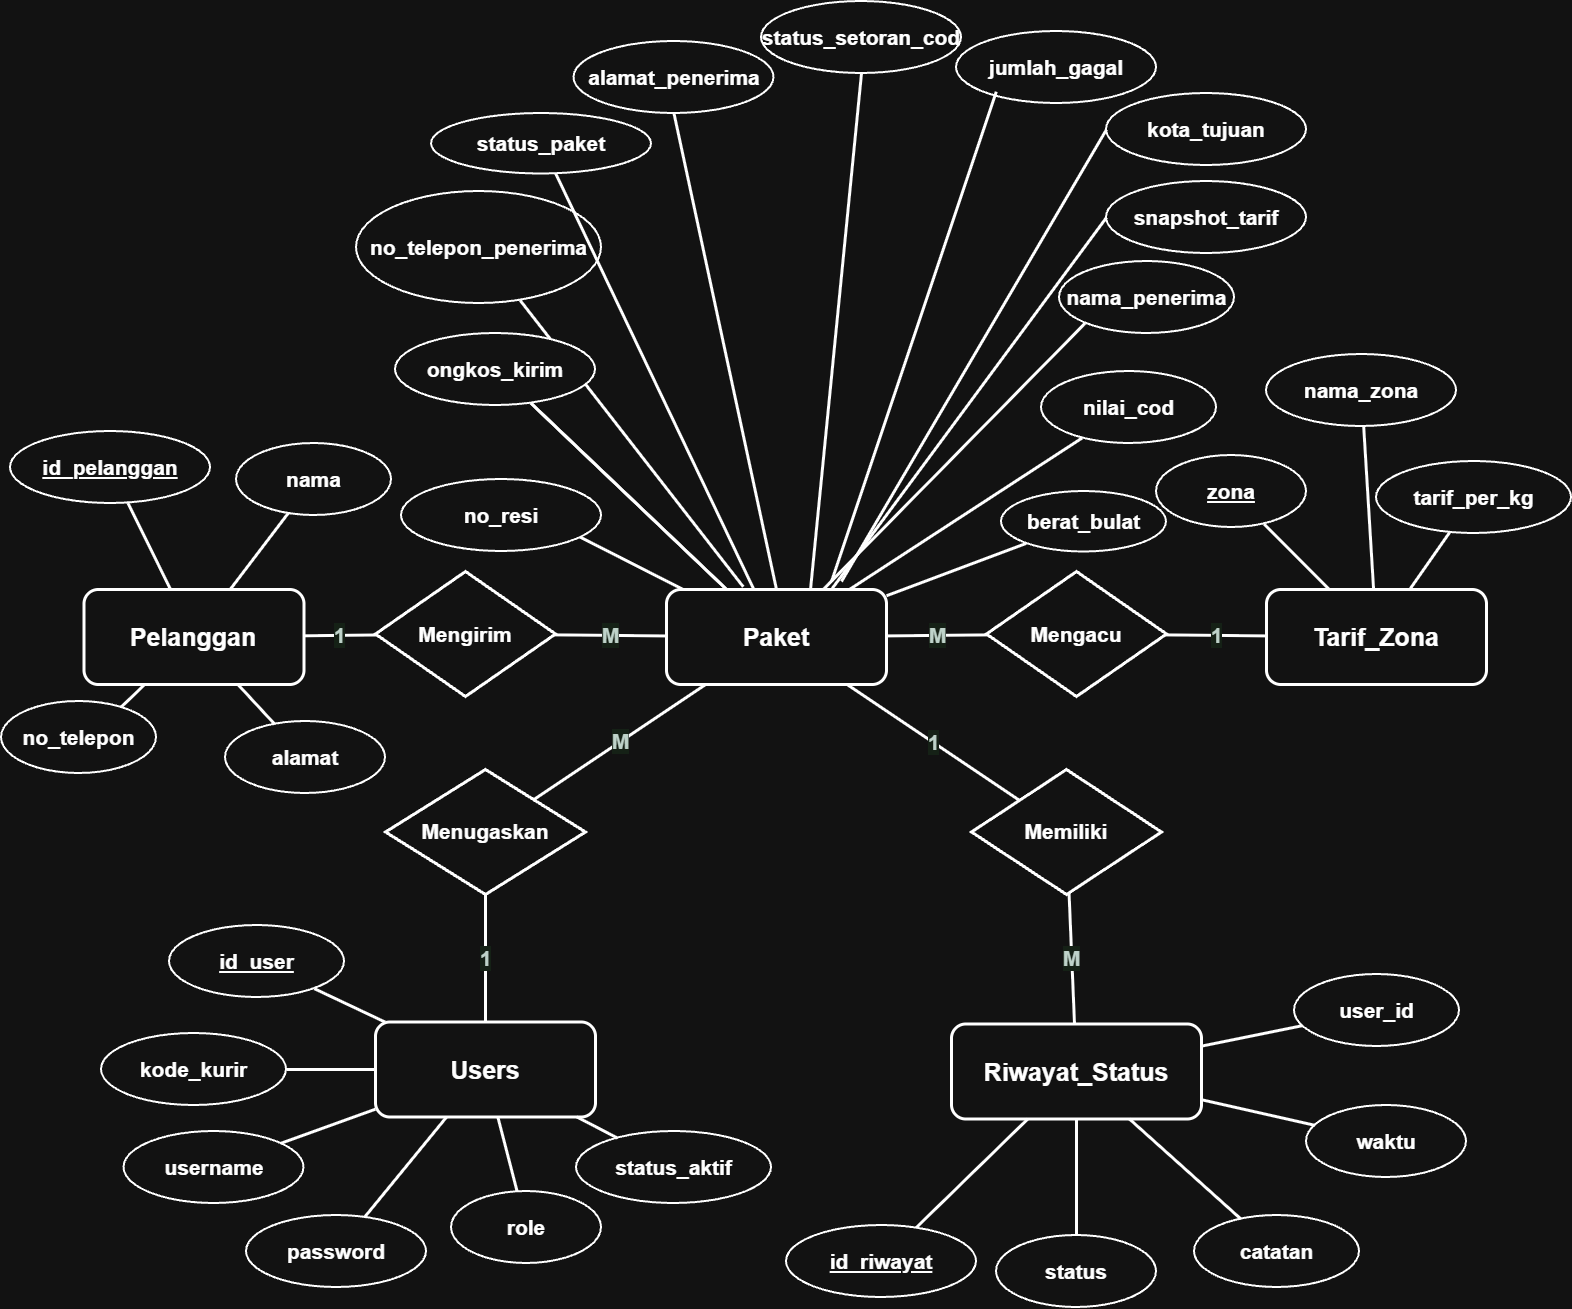 status_setoran_cod
jumlah_gagal
alamat_penerima
kota_tujuan
status_paket
snapshot_tarif
no_telepon_penerima
nama_penerima
ongkos_kirim
nama_zona
nilai_cod
id_pelanggan
nama
zona
tarif_per_kg
no_resi
berat_bulat
Pelanggan
1
Mengirim
M
Paket
M
Mengacu
1
Tarif_Zona
no_telepon
alamat
M
1
Menugaskan
Memiliki
1
M
id_user
user_id
kode_kurir
Users
Riwayat_Status
waktu
username
status_aktif
role
password
catatan
id_riwayat
status